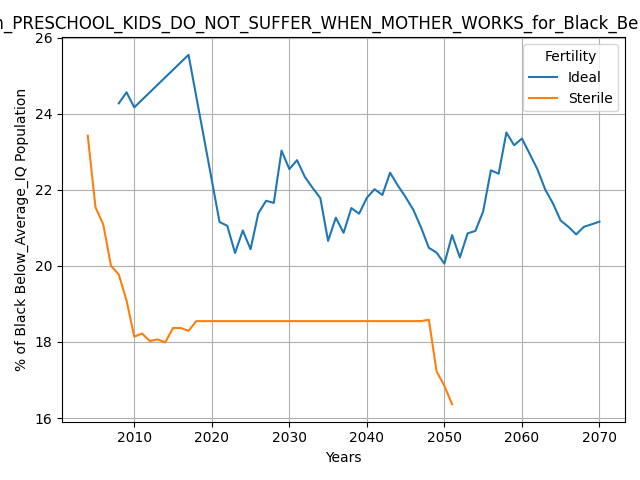 PRESCHOOL_KIDS_DO_NOT_SUFFER_WHEN_MOTHER_WORKS_for_Black_Be
26
24
22
20
18
16
% of Black Below_Average_IQ Population
Fertility
Ideal
Sterile
2010 2020 2030 2040 2050 2060 2070
Years